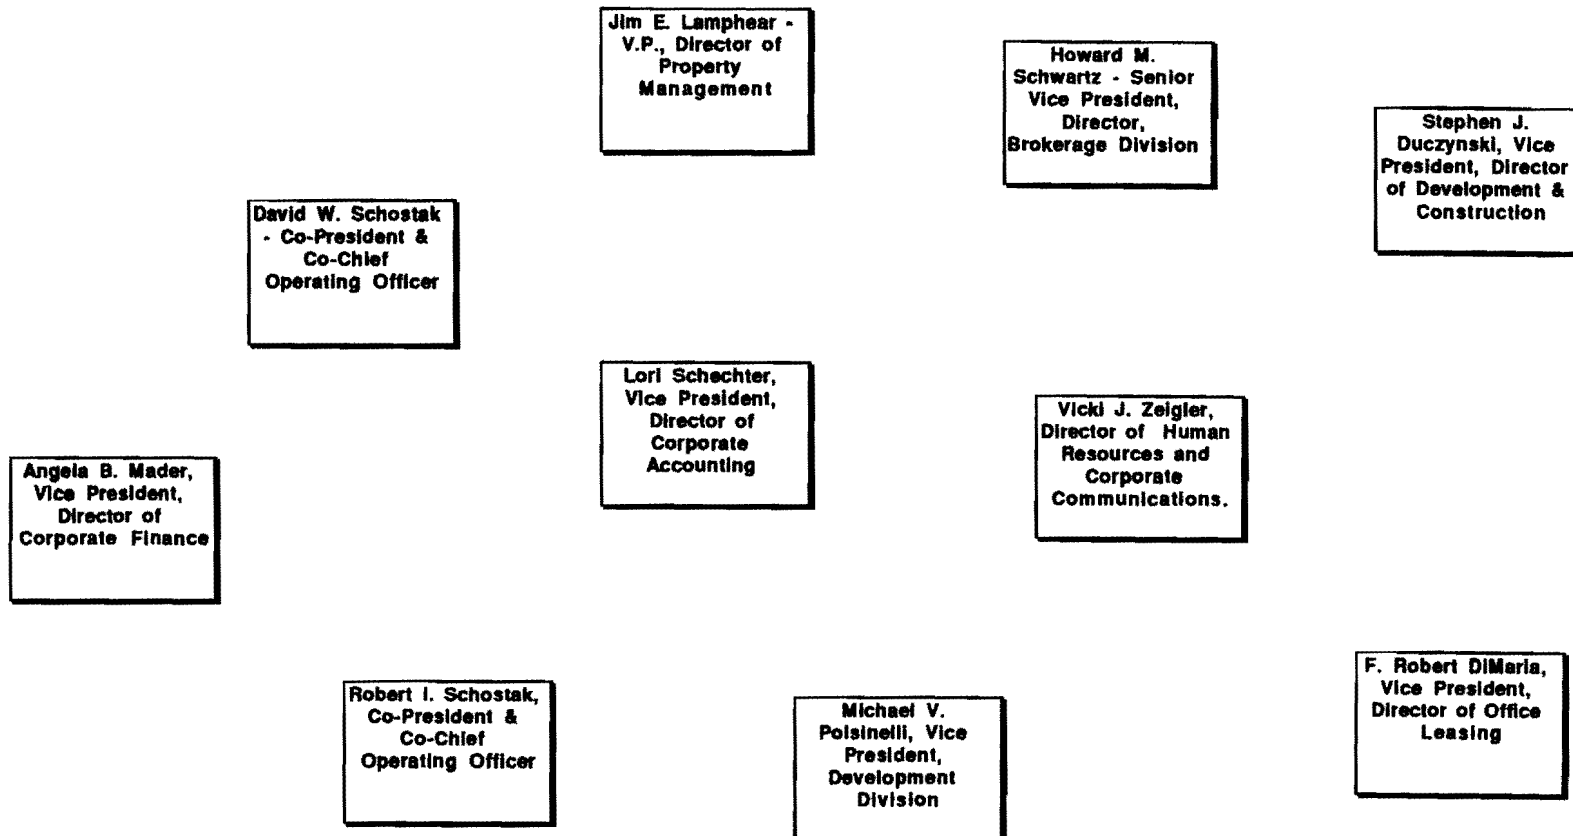 Jim E. Lamphear -
V.P., Director of
Property
Management
Howard M.
Schwartz - Senior
Vice President,
Director,
Brokerage Division
Stephen J.
Duczynski, Vice
President, Director
of Development &
Construction
David W. Schostak
- Co-President &
Co-Chief
Operating Officer
Lori Schechter,
Vice President,
Director of
Corporate
Accounting
Vicki J. Zeigler,
Director of Human
Resources and
Corporate
Communications.
Angela B. Mader,
Vice President,
Director of
Corporate Finance
Robert I. Schostak,
Co-President &
Co-Chief
Operating Officer
Michael V.
Polsinelli, Vice
President,
Development
Division
F. Robert DiMaria,
Vice President,
Director of Office
Leasing